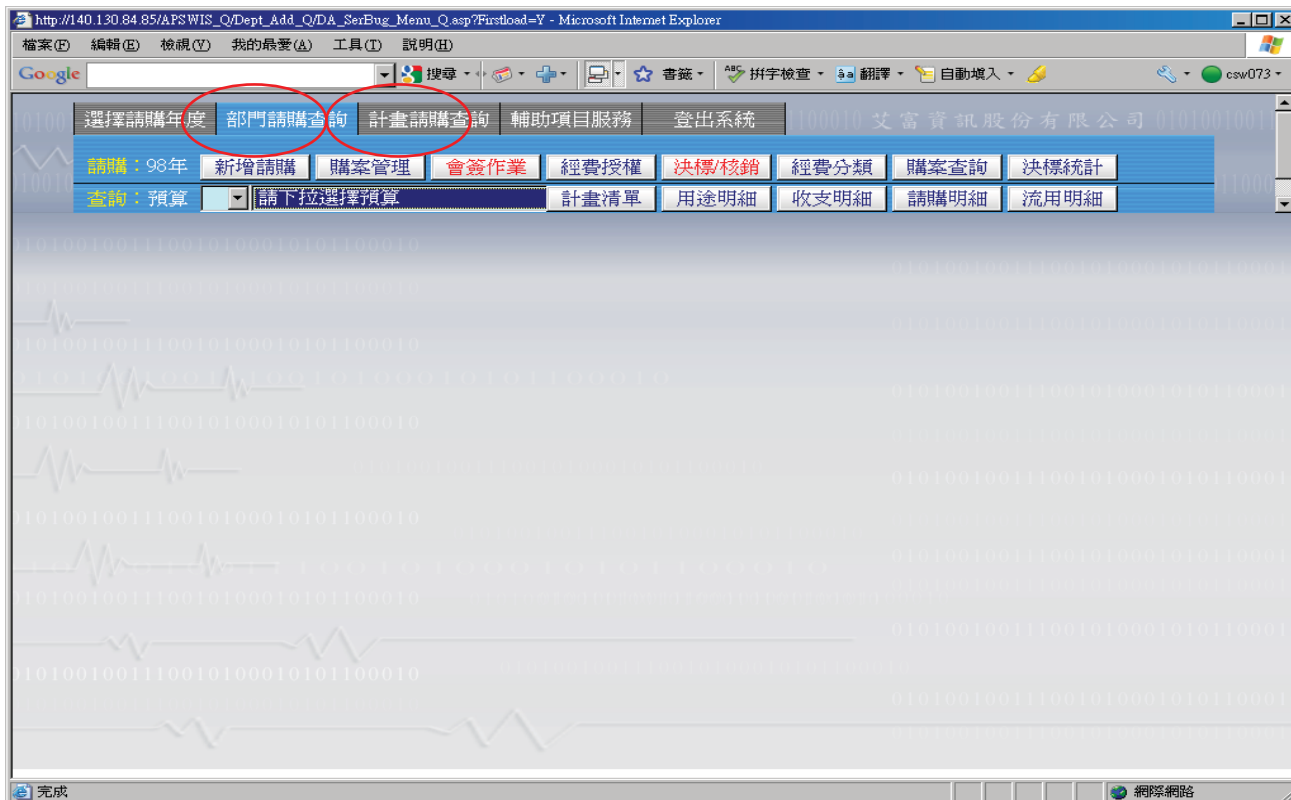 http://140.130.84.85/APSWIS_Q/Dept_Add_Q/DA_SerBug_Menu_Q.asp?Firstload=Y - Microsoft Internet Explorer
檔案(F) 編輯(E) 檢視(V) 我的最愛(A) 工具(T) 說明(H)
Google 搜尋 書籤 ABC 拼字檢查 翻譯 自動填入 csw073
選擇請購年度 部門請購查詢 計畫請購查詢 輔助項目服務 登出系統 艾富資訊股份有限公司
請購：98年 新增請購 購案管理 會簽作業 經費授權 決標/核銷 經費分類 購案查詢 決標統計
查詢：預算 請下拉選擇預算 計畫清單 用途明細 收支明細 請購明細 流用明細
完成 網際網路